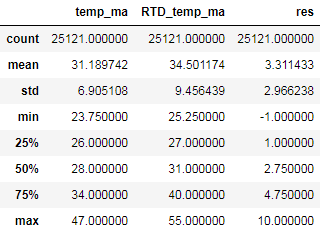 temp_ma RTD_temp_ma res
count 25121.000000 25121.000000 25121.000000
mean 31.189742 34.501174 3.311433
std 6.905108 9.456439 2.966238
min 23.750000 25.250000 -1.000000
25% 26.000000 27.000000 1.000000
50% 28.000000 31.000000 2.750000
75% 34.000000 40.000000 4.750000
max 47.000000 55.000000 10.000000